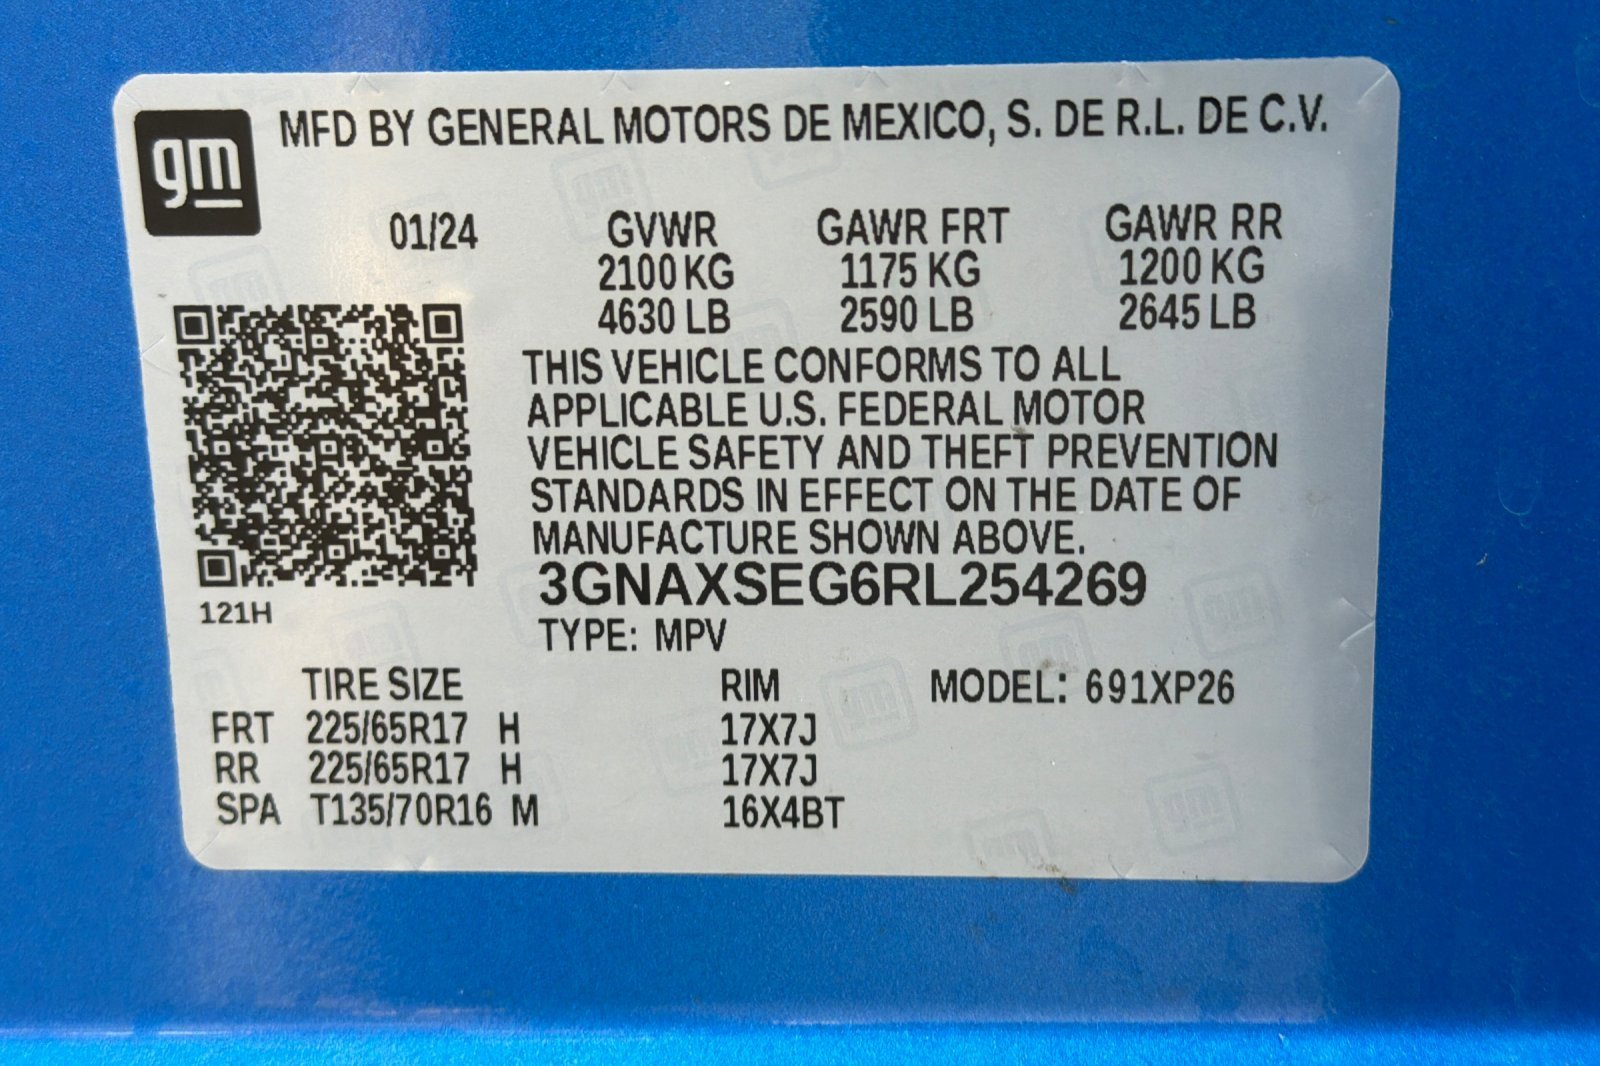 gm
MFD BY GENERAL MOTORS DE MEXICO, S. DE R.L. DE C.V.
01/24 GVWR GAWR FRT GAWR RR
2100 KG 1175 KG 1200 KG
4630 LB 2590 LB 2645 LB
THIS VEHICLE CONFORMS TO ALL
APPLICABLE U.S. FEDERAL MOTOR
VEHICLE SAFETY AND THEFT PREVENTION
STANDARDS IN EFFECT ON THE DATE OF
MANUFACTURE SHOWN ABOVE.
3GNAXSEG6RL254269
121H
TYPE: MPV
TIRE SIZE RIM MODEL: 691XP26
FRT 225/65R17 H 17X7J
RR 225/65R17 H 17X7J
SPA T135/70R16 M 16X4BT